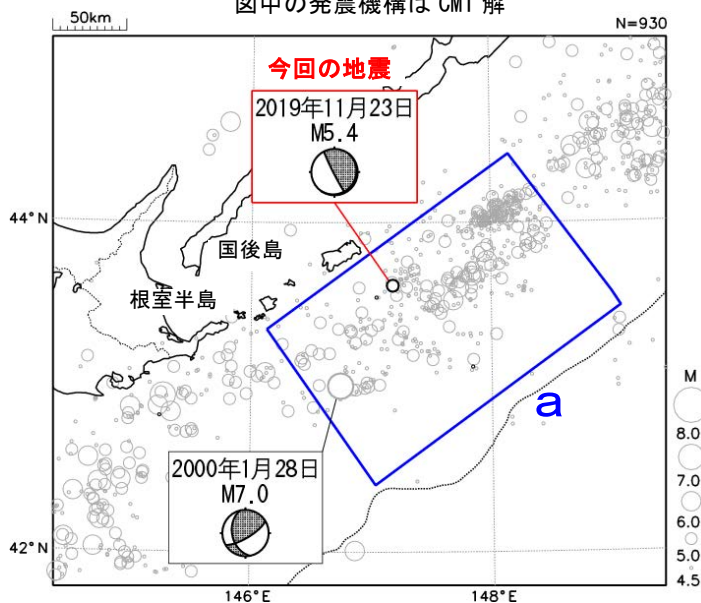 図中の発震機構は CMT 解
50km
N=930
今回の地震
2019年11月23日
M5.4
44°N
国後島
根室半島
a
M
8.0
7.0
6.0
5.0
4.5
2000年1月28日
M7.0
42°N
146°E
148°E